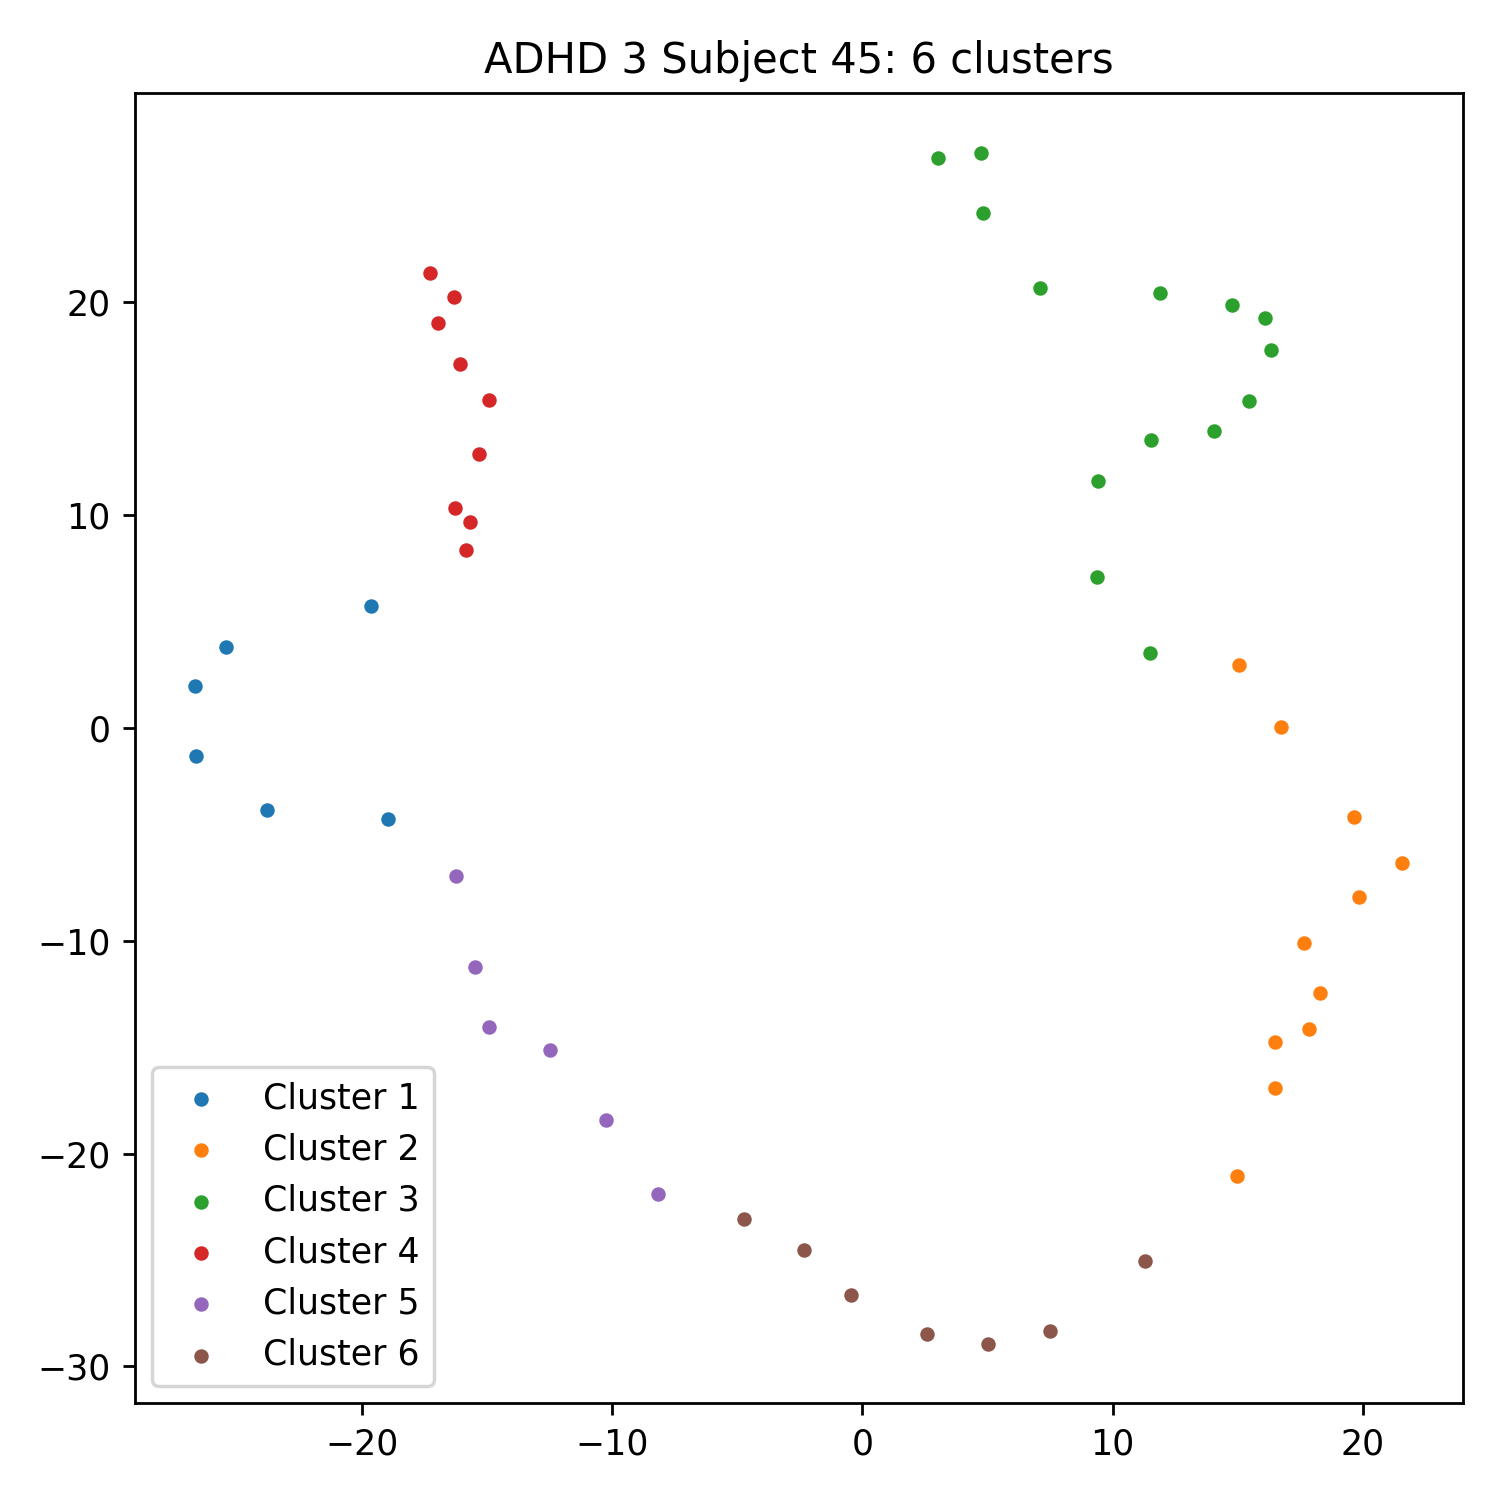 ADHD 3 Subject 45: 6 clusters
20
10
0
−10
−20
−30
Cluster 1
Cluster 2
Cluster 3
Cluster 4
Cluster 5
Cluster 6
−20 −10 0 10 20